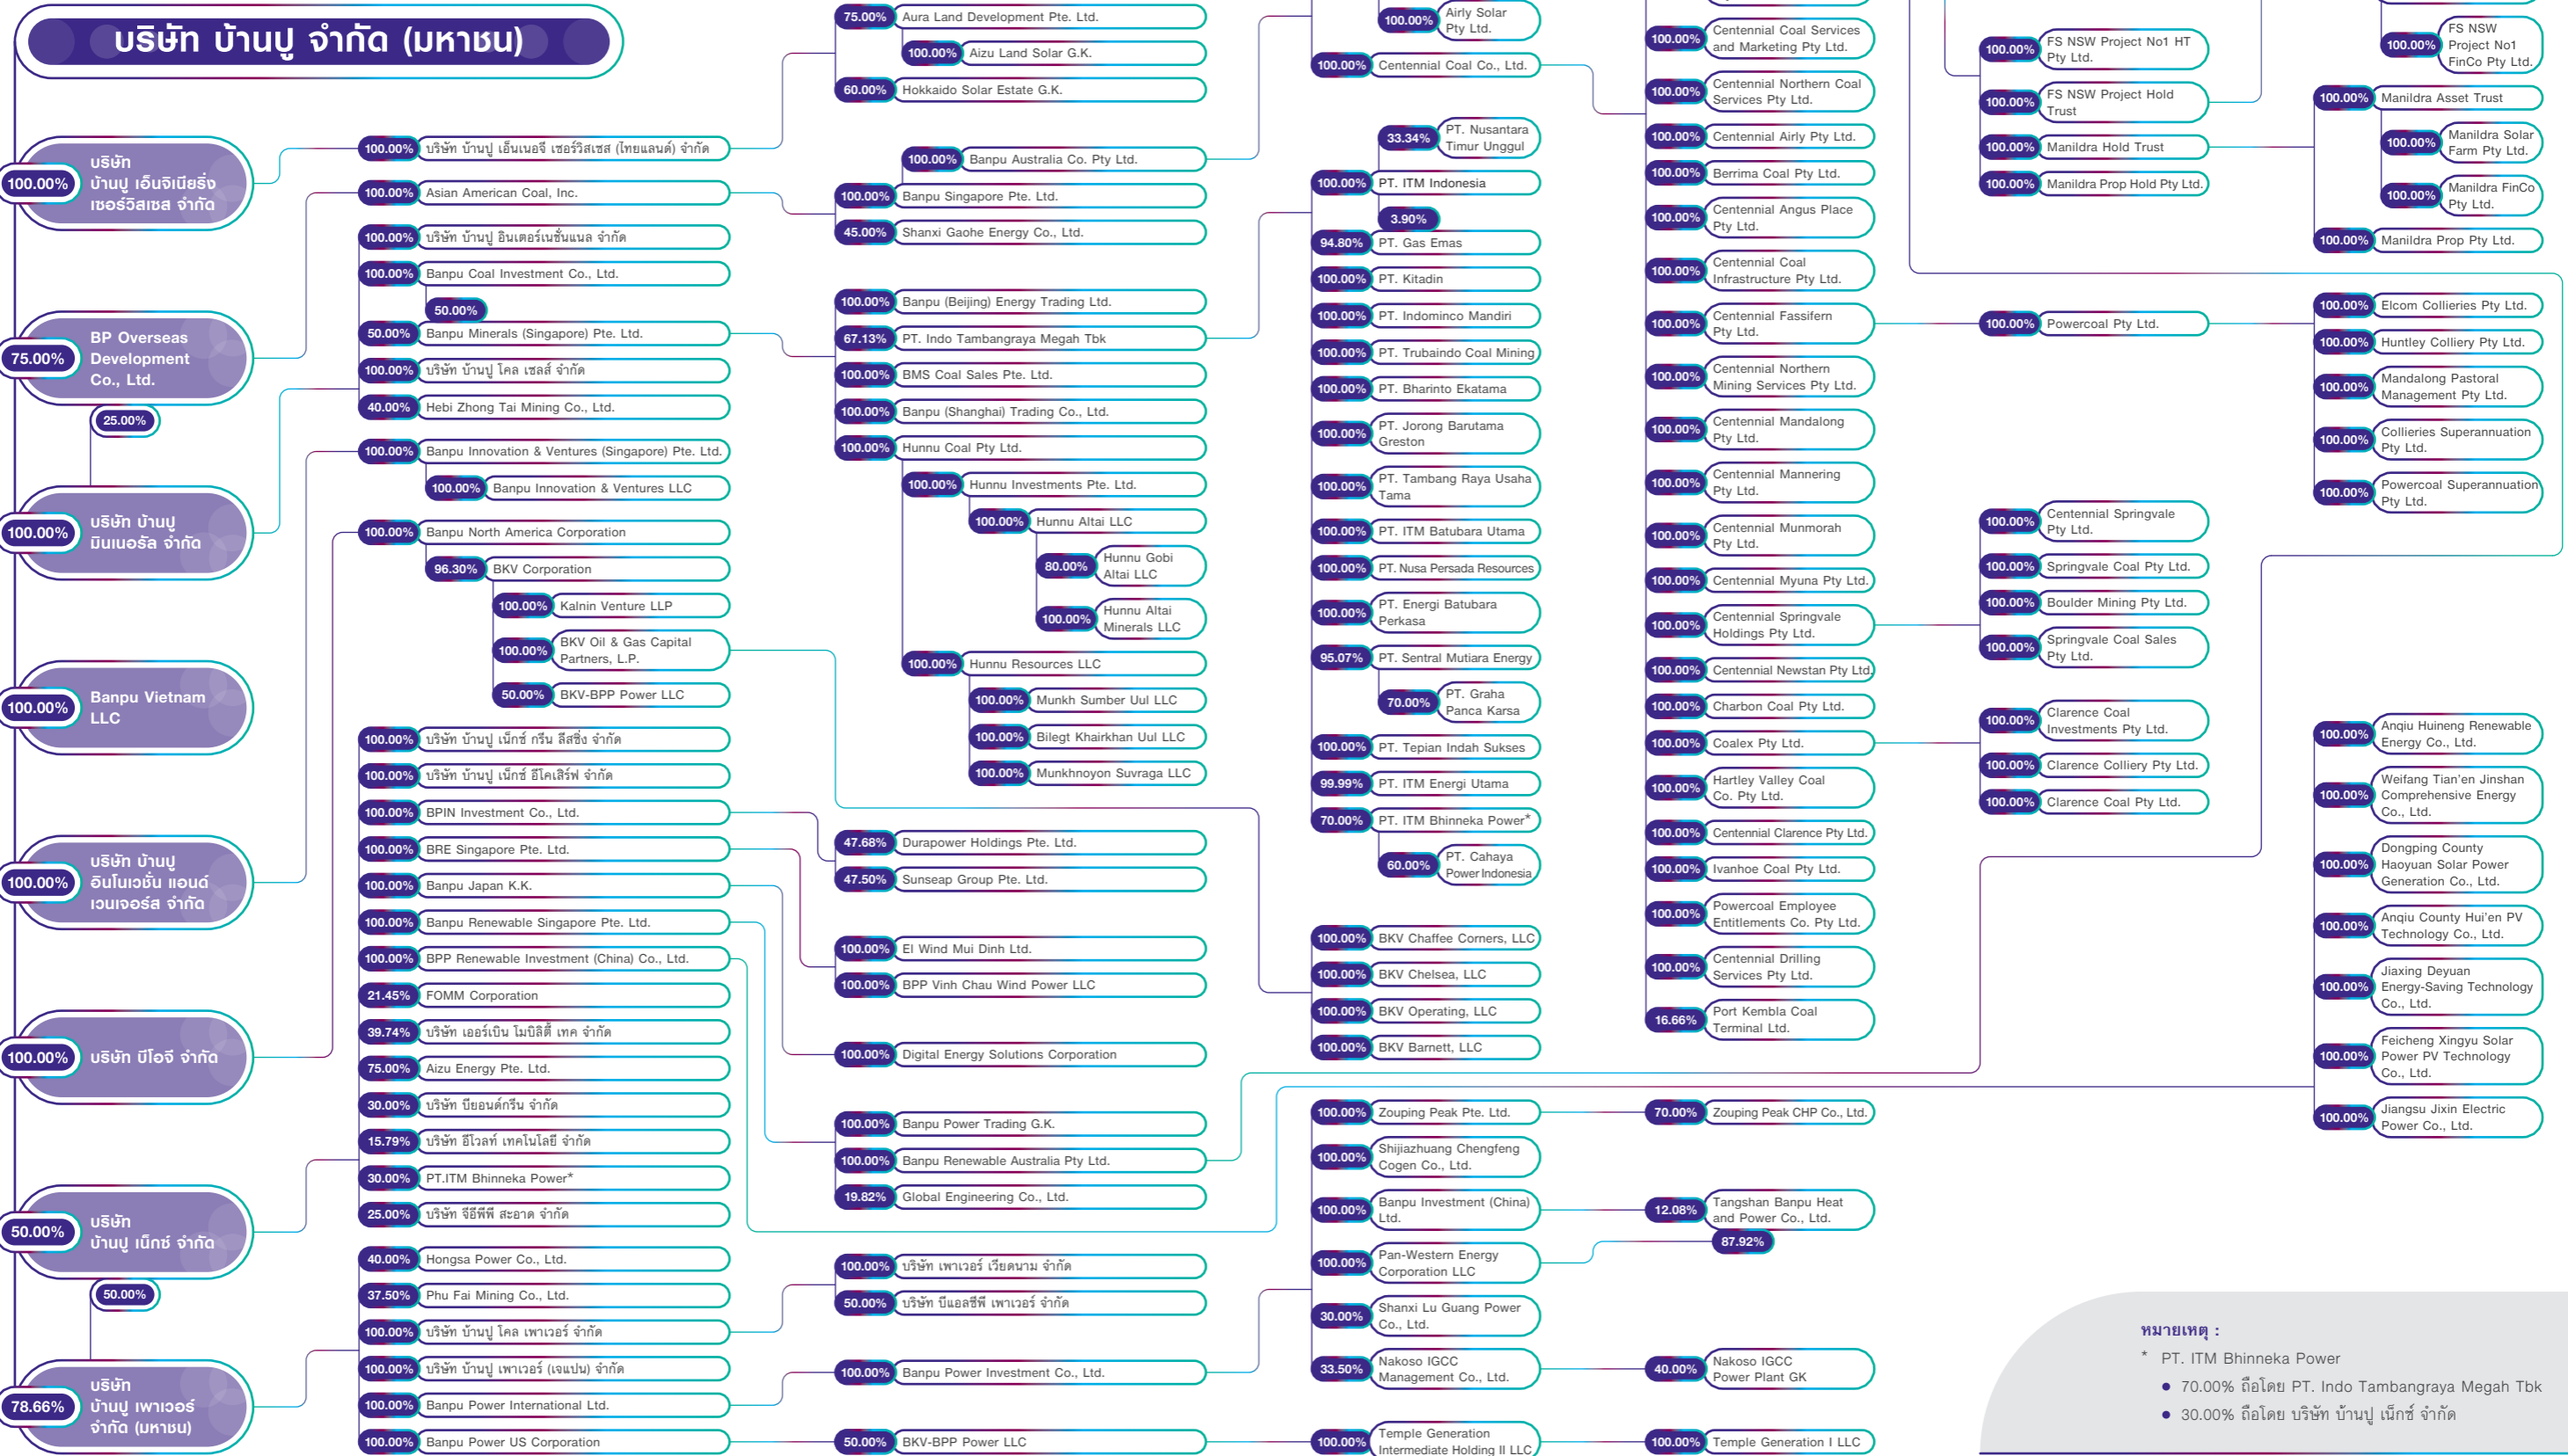 บริษัท บ้านปู จำกัด (มหาชน)
100.00%
บริษัท
บ้านปู เอ็นจิเนียริ่ง
เซอร์วิสเซส จำกัด
75.00%
BP Overseas
Development
Co., Ltd.
25.00%
100.00%
บริษัท บ้านปู
มินเนอรัล จำกัด
100.00%
Banpu Vietnam
LLC
100.00%
บริษัท บ้านปู
อินโนเวชั่น แอนด์
เวนเจอร์ส จำกัด
100.00%
บริษัท บีโอจี จำกัด
50.00%
บริษัท
บ้านปู เน็กซ์ จำกัด
50.00%
78.66%
บริษัท
บ้านปู เพาเวอร์
จำกัด (มหาชน)
100.00% บริษัท บ้านปู เอ็นเนอจี เซอร์วิสเซส (ไทยแลนด์) จำกัด
100.00% Asian American Coal, Inc.
100.00% บริษัท บ้านปู อินเตอร์เนชั่นแนล จำกัด
100.00% Banpu Coal Investment Co., Ltd.
50.00%
50.00% Banpu Minerals (Singapore) Pte. Ltd.
100.00% บริษัท บ้านปู โคล เซลส์ จำกัด
40.00% Hebi Zhong Tai Mining Co., Ltd.
100.00% Banpu Innovation & Ventures (Singapore) Pte. Ltd.
100.00% Banpu Innovation & Ventures LLC
100.00% Banpu North America Corporation
96.30% BKV Corporation
100.00% Kalnin Venture LLP
100.00% BKV Oil & Gas Capital
Partners, L.P.
50.00% BKV-BPP Power LLC
100.00% บริษัท บ้านปู เน็กซ์ กรีน ลีสซิ่ง จำกัด
100.00% บริษัท บ้านปู เน็กซ์ อีโคเสิร์ฟ จำกัด
100.00% BPIN Investment Co., Ltd.
100.00% BRE Singapore Pte. Ltd.
100.00% Banpu Japan K.K.
100.00% Banpu Renewable Singapore Pte. Ltd.
100.00% BPP Renewable Investment (China) Co., Ltd.
21.45% FOMM Corporation
39.74% บริษัท เออร์เบิน โมบิลิตี้ เทค จำกัด
75.00% Aizu Energy Pte. Ltd.
30.00% บริษัท บียอนด์กรีน จำกัด
15.79% บริษัท อีโวลท์ เทคโนโลยี จำกัด
30.00% PT.ITM Bhinneka Power*
25.00% บริษัท จีอีพีพี สะอาด จำกัด
40.00% Hongsa Power Co., Ltd.
37.50% Phu Fai Mining Co., Ltd.
100.00% บริษัท บ้านปู โคล เพาเวอร์ จำกัด
100.00% บริษัท บ้านปู เพาเวอร์ (เจแปน) จำกัด
100.00% Banpu Power International Ltd.
100.00% Banpu Power US Corporation
75.00% Aura Land Development Pte. Ltd.
100.00% Aizu Land Solar G.K.
60.00% Hokkaido Solar Estate G.K.
100.00% Banpu Australia Co. Pty Ltd.
100.00% Banpu Singapore Pte. Ltd.
45.00% Shanxi Gaohe Energy Co., Ltd.
100.00% Banpu (Beijing) Energy Trading Ltd.
67.13% PT. Indo Tambangraya Megah Tbk
100.00% BMS Coal Sales Pte. Ltd.
100.00% Banpu (Shanghai) Trading Co., Ltd.
100.00% Hunnu Coal Pty Ltd.
100.00% Hunnu Investments Pte. Ltd.
100.00% Hunnu Altai LLC
80.00% Hunnu Gobi
Altai LLC
100.00% Hunnu Altai
Minerals LLC
100.00% Hunnu Resources LLC
100.00% Munkh Sumber Uul LLC
100.00% Bilegt Khairkhan Uul LLC
100.00% Munkhnoyon Suvraga LLC
47.68% Durapower Holdings Pte. Ltd.
47.50% Sunseap Group Pte. Ltd.
100.00% El Wind Mui Dinh Ltd.
100.00% BPP Vinh Chau Wind Power LLC
100.00% Digital Energy Solutions Corporation
100.00% Banpu Power Trading G.K.
100.00% Banpu Renewable Australia Pty Ltd.
19.82% Global Engineering Co., Ltd.
100.00% บริษัท เพาเวอร์ เวียดนาม จำกัด
50.00% บริษัท บีแอลซีพี เพาเวอร์ จำกัด
100.00% Banpu Power Investment Co., Ltd.
50.00% BKV-BPP Power LLC
100.00% Airly Solar
Pty Ltd.
100.00% Centennial Coal Co., Ltd.
33.34% PT. Nusantara
Timur Unggul
100.00% PT. ITM Indonesia
3.90%
94.80% PT. Gas Emas
100.00% PT. Kitadin
100.00% PT. Indominco Mandiri
100.00% PT. Trubaindo Coal Mining
100.00% PT. Bharinto Ekatama
100.00% PT. Jorong Barutama
Greston
100.00% PT. Tambang Raya Usaha
Tama
100.00% PT. ITM Batubara Utama
100.00% PT. Nusa Persada Resources
100.00% PT. Energi Batubara
Perkasa
95.07% PT. Sentral Mutiara Energy
70.00% PT. Graha
Panca Karsa
100.00% PT. Tepian Indah Sukses
99.99% PT. ITM Energi Utama
70.00% PT. ITM Bhinneka Power*
60.00% PT. Cahaya
Power Indonesia
100.00% BKV Chaffee Corners, LLC
100.00% BKV Chelsea, LLC
100.00% BKV Operating, LLC
100.00% BKV Barnett, LLC
100.00% Zouping Peak Pte. Ltd.
100.00% Shijiazhuang Chengfeng
Cogen Co., Ltd.
100.00% Banpu Investment (China)
Ltd.
100.00% Pan-Western Energy
Corporation LLC
30.00% Shanxi Lu Guang Power
Co., Ltd.
33.50% Nakoso IGCC
Management Co., Ltd.
100.00% Temple Generation
Intermediate Holding II LLC
100.00% Centennial Coal Services
and Marketing Pty Ltd.
100.00% Centennial Northern Coal
Services Pty Ltd.
100.00% Centennial Airly Pty Ltd.
100.00% Berrima Coal Pty Ltd.
100.00% Centennial Angus Place
Pty Ltd.
100.00% Centennial Coal
Infrastructure Pty Ltd.
100.00% Centennial Fassifern
Pty Ltd.
100.00% Centennial Northern
Mining Services Pty Ltd.
100.00% Centennial Mandalong
Pty Ltd.
100.00% Centennial Mannering
Pty Ltd.
100.00% Centennial Munmorah
Pty Ltd.
100.00% Centennial Myuna Pty Ltd.
100.00% Centennial Springvale
Holdings Pty Ltd.
100.00% Centennial Newstan Pty Ltd.
100.00% Charbon Coal Pty Ltd.
100.00% Coalex Pty Ltd.
100.00% Hartley Valley Coal
Co. Pty Ltd.
100.00% Centennial Clarence Pty Ltd.
100.00% Ivanhoe Coal Pty Ltd.
100.00% Powercoal Employee
Entitlements Co. Pty Ltd.
100.00% Centennial Drilling
Services Pty Ltd.
16.66% Port Kembla Coal
Terminal Ltd.
70.00% Zouping Peak CHP Co., Ltd.
12.08% Tangshan Banpu Heat
and Power Co., Ltd.
87.92%
40.00% Nakoso IGCC
Power Plant GK
100.00% Temple Generation I LLC
100.00% FS NSW Project No1 HT
Pty Ltd.
100.00% FS NSW Project Hold
Trust
100.00% Manildra Hold Trust
100.00% Manildra Prop Hold Pty Ltd.
100.00% Powercoal Pty Ltd.
100.00% Centennial Springvale
Pty Ltd.
100.00% Springvale Coal Pty Ltd.
100.00% Boulder Mining Pty Ltd.
100.00% Springvale Coal Sales
Pty Ltd.
100.00% Clarence Coal
Investments Pty Ltd.
100.00% Clarence Colliery Pty Ltd.
100.00% Clarence Coal Pty Ltd.
100.00% FS NSW
Project No1
FinCo Pty Ltd.
100.00% Manildra Asset Trust
100.00% Manildra Solar
Farm Pty Ltd.
100.00% Manildra FinCo
Pty Ltd.
100.00% Manildra Prop Pty Ltd.
100.00% Elcom Collieries Pty Ltd.
100.00% Huntley Colliery Pty Ltd.
100.00% Mandalong Pastoral
Management Pty Ltd.
100.00% Collieries Superannuation
Pty Ltd.
100.00% Powercoal Superannuation
Pty Ltd.
100.00% Anqiu Huineng Renewable
Energy Co., Ltd.
100.00% Weifang Tian'en Jinshan
Comprehensive Energy
Co., Ltd.
100.00% Dongping County
Haoyuan Solar Power
Generation Co., Ltd.
100.00% Anqiu County Hui'en PV
Technology Co., Ltd.
100.00% Jiaxing Deyuan
Energy-Saving Technology
Co., Ltd.
100.00% Feicheng Xingyu Solar
Power PV Technology
Co., Ltd.
100.00% Jiangsu Jixin Electric
Power Co., Ltd.
หมายเหตุ :
* PT. ITM Bhinneka Power
• 70.00% ถือโดย PT. Indo Tambangraya Megah Tbk
• 30.00% ถือโดย บริษัท บ้านปู เน็กซ์ จำกัด